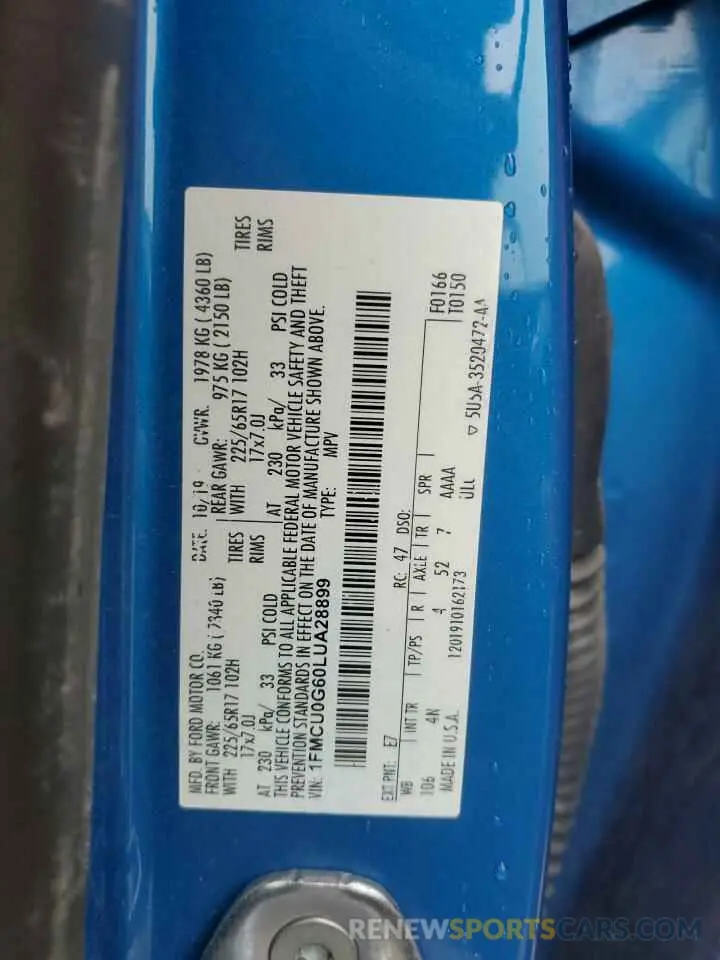 MFD. BY FORD MOTOR CO. DATE: 10/19 GVWR: 1978 KG ( 4360 LB)
FRONT GAWR: 1061 KG ( 2340 LB) REAR GAWR: 975 KG ( 2150 LB)
WITH 225/65R17 102H TIRES WITH 225/65R17 102H TIRES
17x7.0J RIMS 17x7.0J RIMS
AT 230 kPa/ 33 PSI COLD AT 230 kPa/ 33 PSI COLD
THIS VEHICLE CONFORMS TO ALL APPLICABLE FEDERAL MOTOR VEHICLE SAFETY AND THEFT
PREVENTION STANDARDS IN EFFECT ON THE DATE OF MANUFACTURE SHOWN ABOVE.
VIN: 1FMCU0G60LUA28899 TYPE: MPV
EXT PNT: E7 RC: 47 DSO: F0166
WB INT TR TP/PS R AXLE TR SPR T0150
106 4N 4 52 7 AAAA
ULL
MADE IN U.S.A. 1201910162173 ▽ 5U5A-3520472-AA
RENEWSPORTSCARS.COM